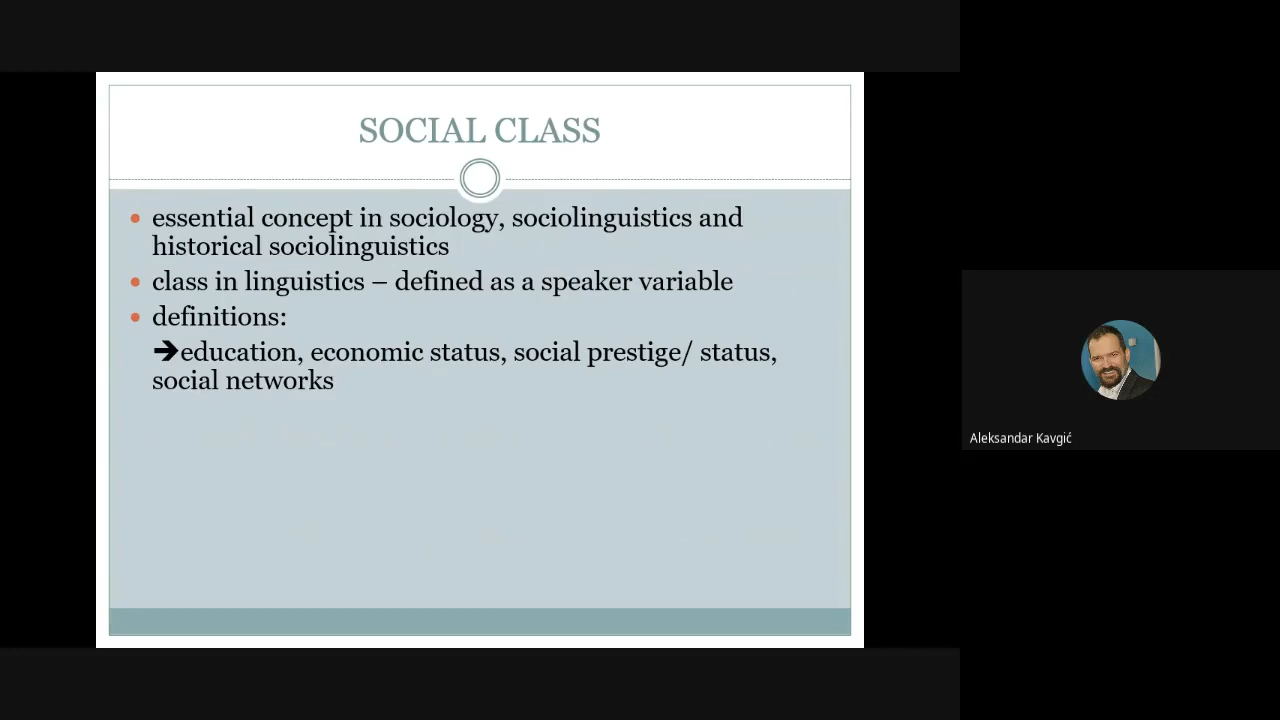 SOCIAL CLASS
• essential concept in sociology, sociolinguistics and
historical sociolinguistics
• class in linguistics – defined as a speaker variable
• definitions:
➔education, economic status, social prestige/ status,
social networks
Aleksandar Kavgić